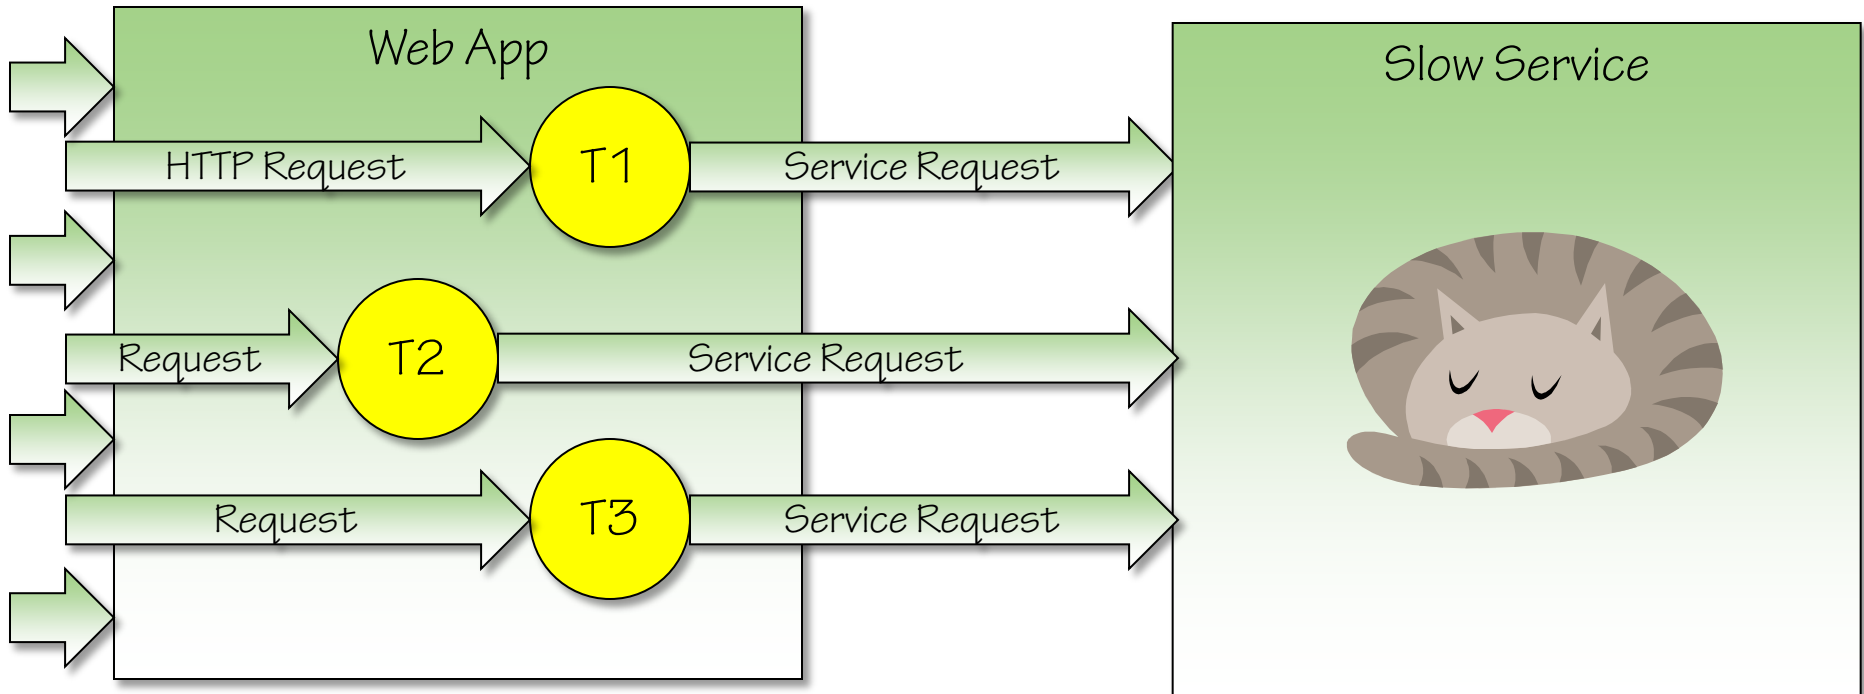 Web App
Slow Service
HTTP Request
T1
Service Request
Request
T2
Service Request
Request
T3
Service Request